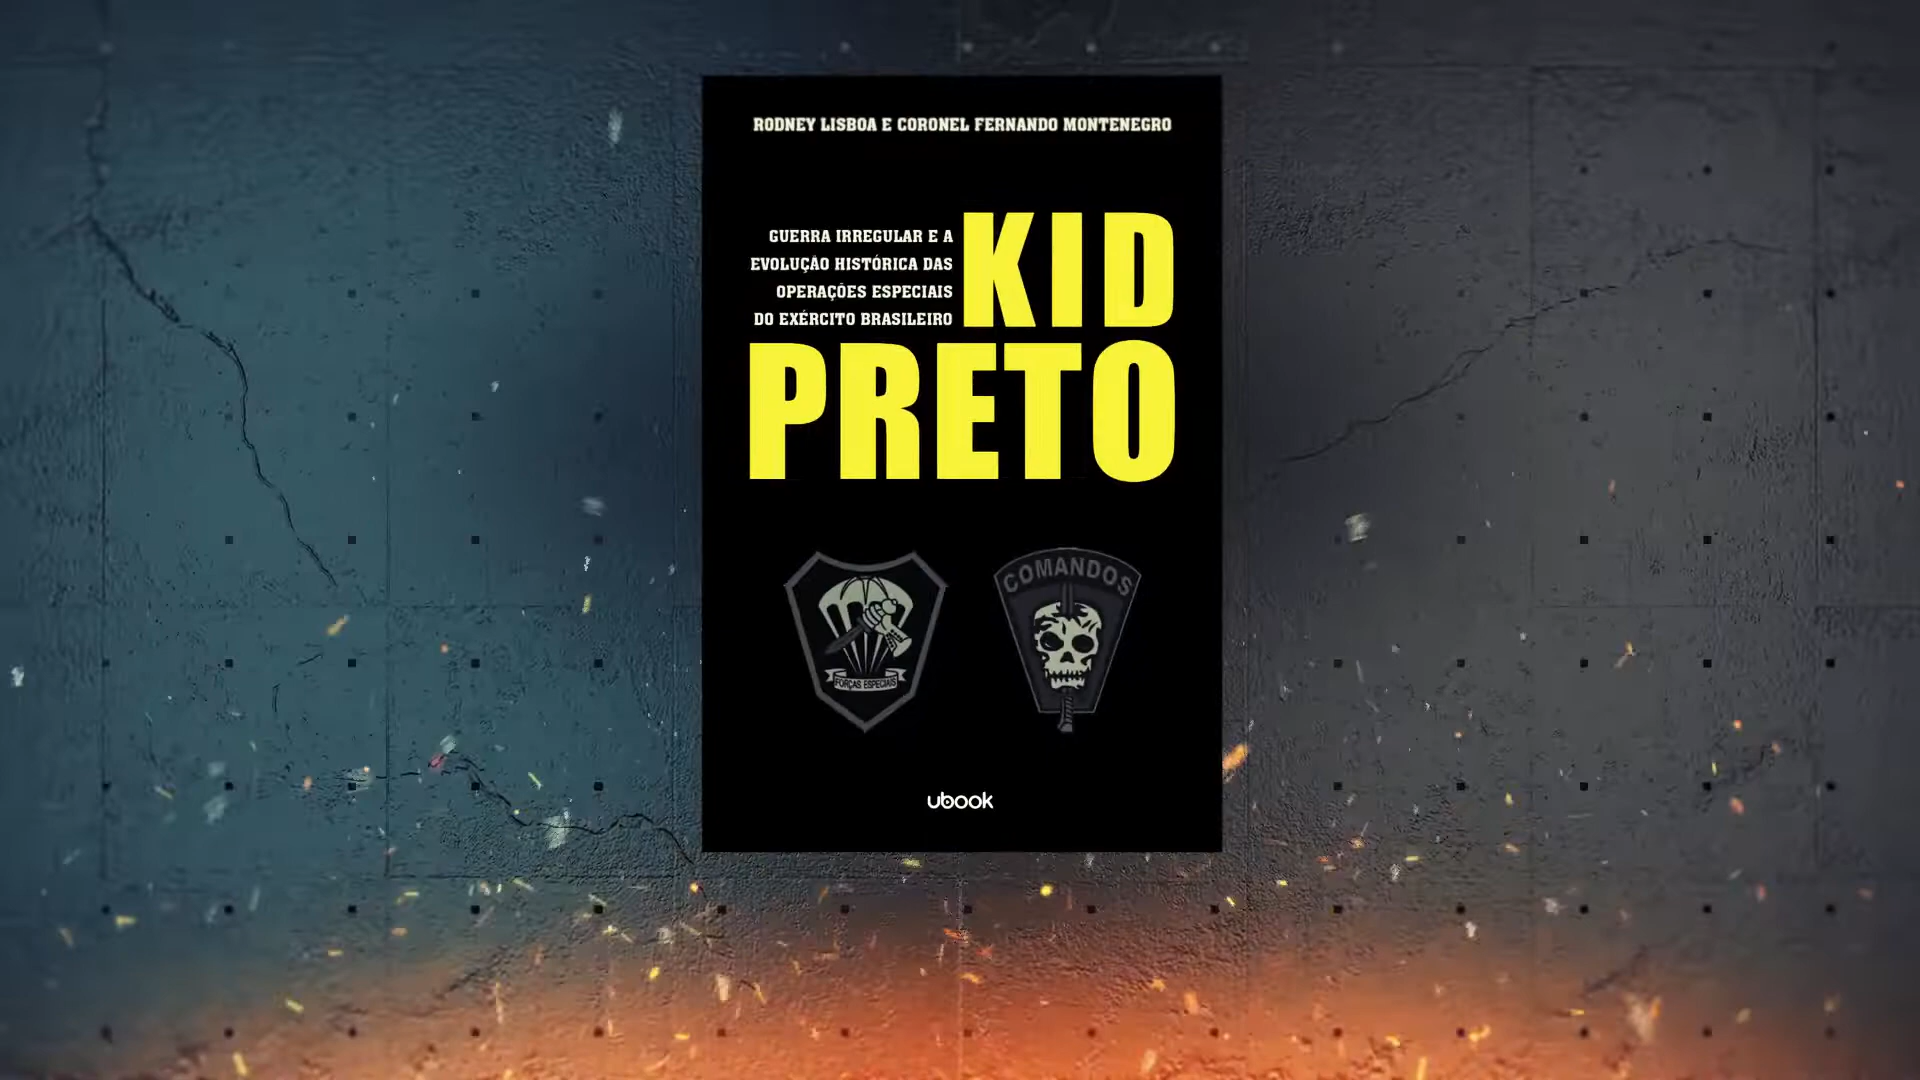 RODNEY LISBOA E CORONEL FERNANDO MONTENEGRO
GUERRA IRREGULAR E A
EVOLUÇÃO HISTÓRICA DAS
OPERAÇÕES ESPECIAIS
DO EXÉRCITO BRASILEIRO
KID
PRETO
FORÇAS ESPECIAIS
COMANDOS
ubook